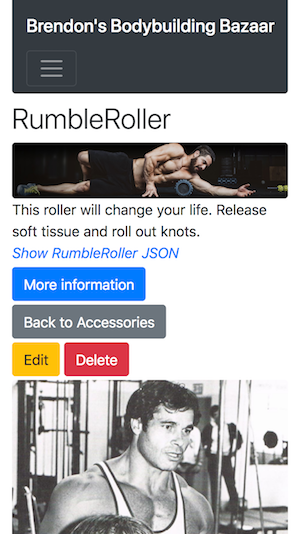 Brendon's Bodybuilding Bazaar
RumbleRoller
This roller will change your life. Release
soft tissue and roll out knots.
Show RumbleRoller JSON
More information
Back to Accessories
Edit Delete